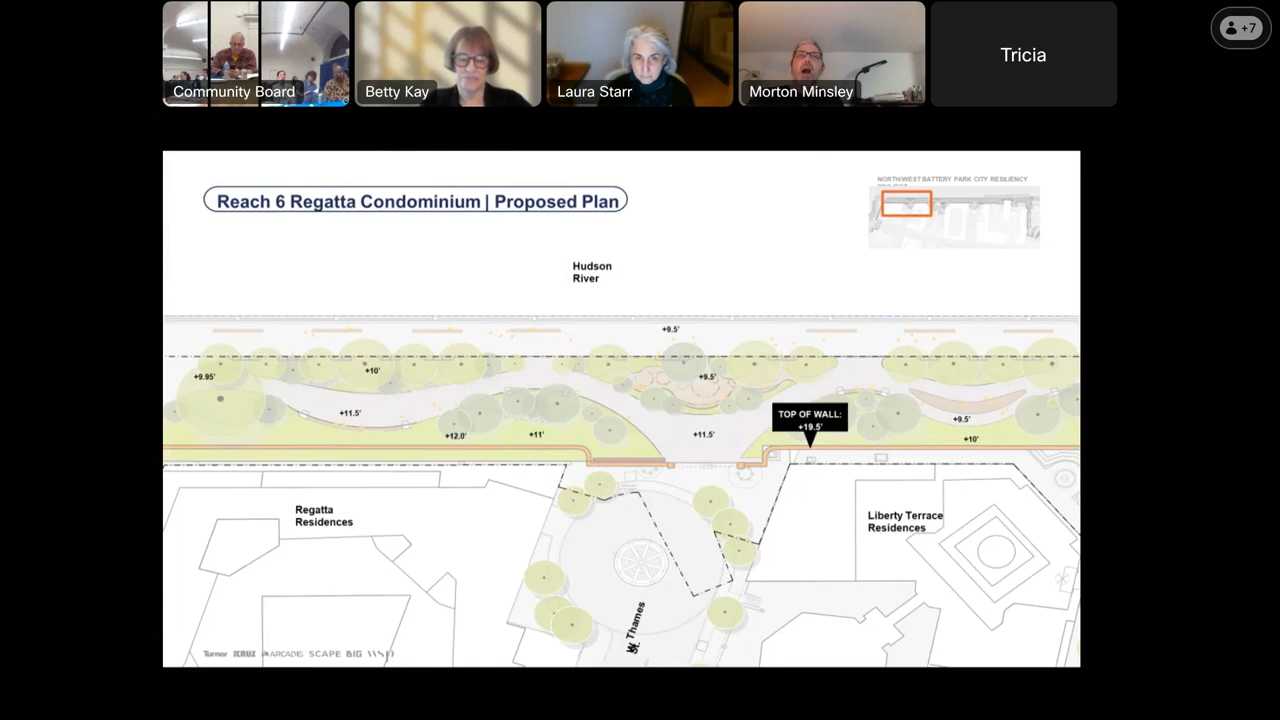 +7
Tricia
Community Board
Betty Kay
Laura Starr
Morton Minsley
NORTH/WEST BATTERY PARK CITY RESILIENCY
Reach 6 Regatta Condominium | Proposed Plan
Hudson
River
+9.5'
+9.95'
+10'
+9.5'
+11.5'
+12.0'
+11'
+11.5'
TOP OF WALL:
+19.5'
+9.5'
+10'
Regatta
Residences
Liberty Terrace
Residences
W. Thames
St.
Turner
ARCADIS
SCAPE
BIG